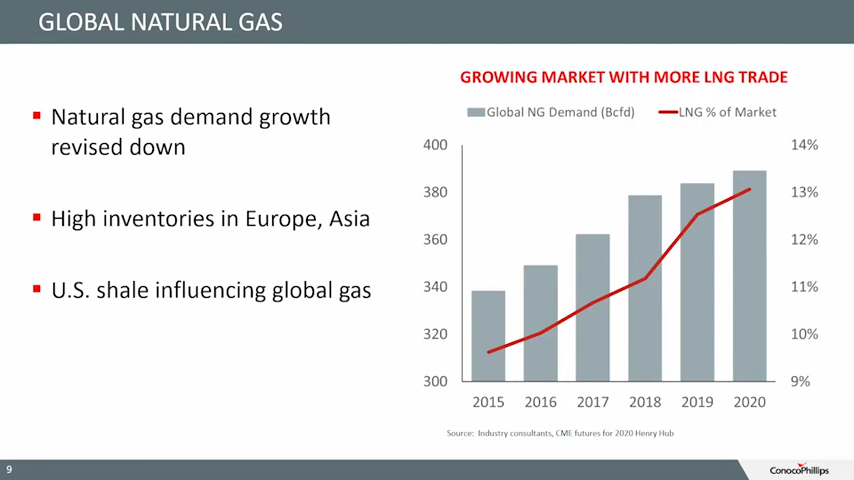 GLOBAL NATURAL GAS
Natural gas demand growth
revised down
High inventories in Europe, Asia
U.S. shale influencing global gas
GROWING MARKET WITH MORE LNG TRADE
Global NG Demand (Bcfd)
LNG % of Market
400
380
360
340
320
300
14%
13%
12%
11%
10%
9%
2015 2016 2017 2018 2019 2020
Source: Industry consultants, CME futures for 2020 Henry Hub
9
ConocoPhillips